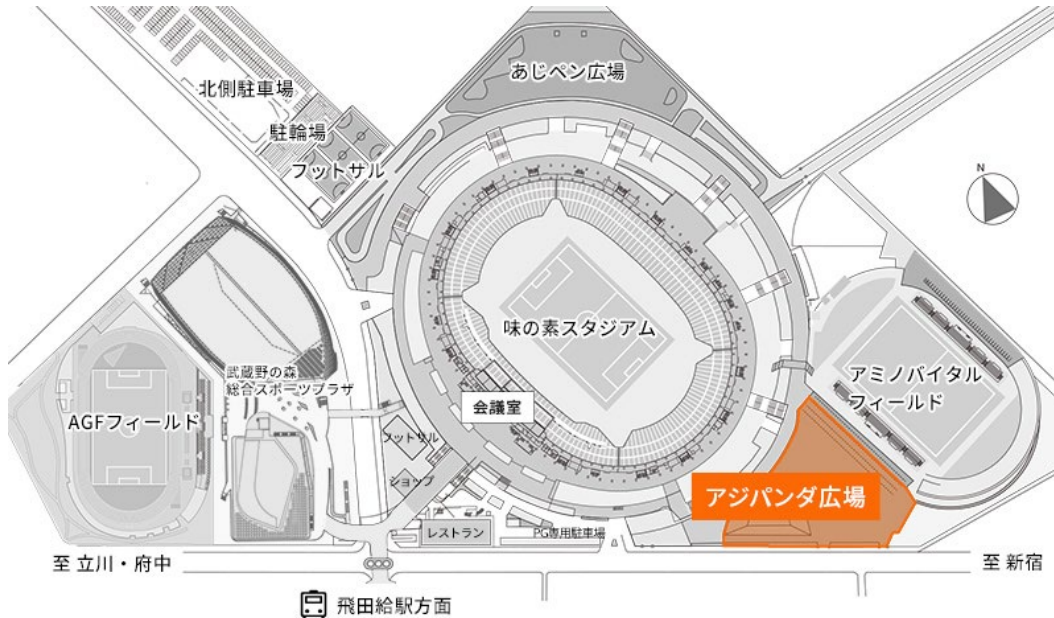 あじペン広場
北側駐車場
駐輪場
フットサル
N
味の素スタジアム
武蔵野の森
総合スポーツプラザ
アミノバイタル
フィールド
会議室
AGFフィールド
フットサル
ショップ
アジパンダ広場
レストラン
PG専用駐車場
至 立川・府中
至 新宿
飛田給駅方面